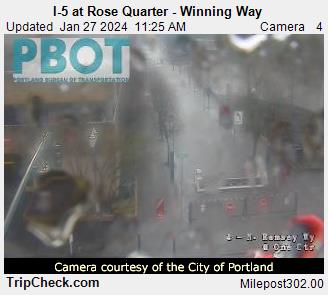 I-5 at Rose Quarter - Winning Way
Updated Jan 27 2024 11:25 AM Camera 4
PBOT
PORTLAND BUREAU OF TRANSPORTATION
Camera courtesy of the City of Portland
TripCheck.com Milepost302.00